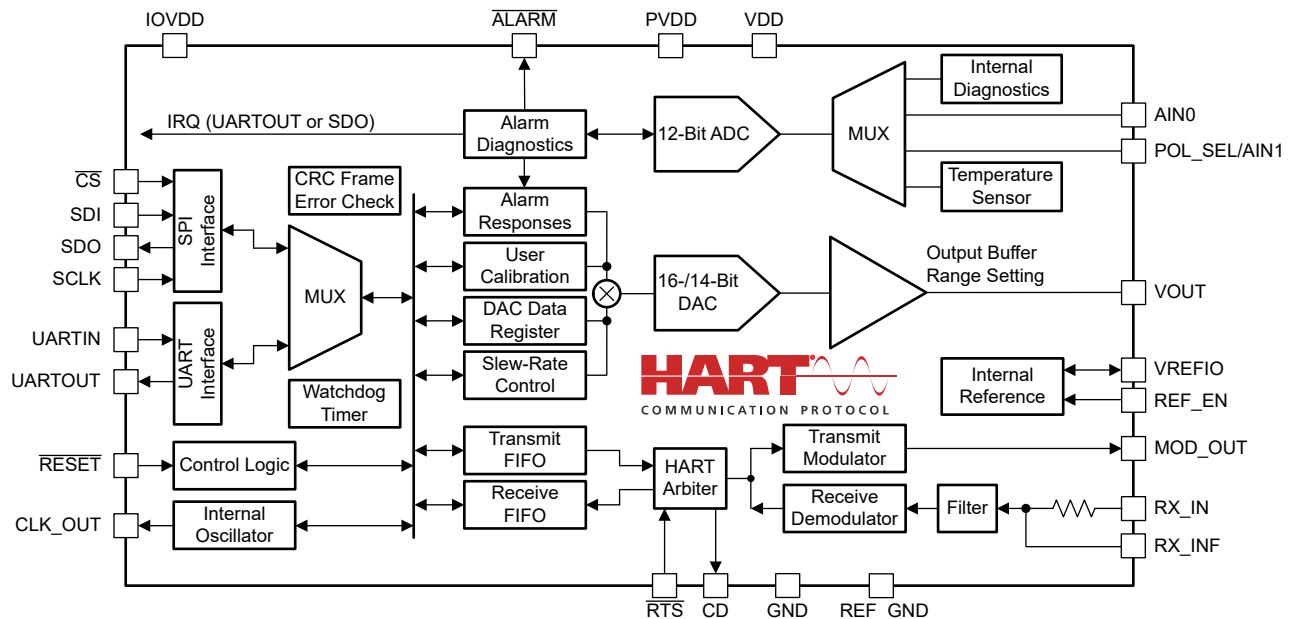 IOVDD
ALARM
PVDD
VDD
IRQ (UARTOUT or SDO)
Alarm
Diagnostics
12-Bit ADC
MUX
Internal
Diagnostics
AIN0
POL_SEL/AIN1
Temperature
Sensor
CS
SDI
SDO
SCLK
SPI
Interface
CRC Frame
Error Check
MUX
Alarm
Responses
User
Calibration
DAC Data
Register
Slew-Rate
Control
16-/14-Bit
DAC
Output Buffer
Range Setting
VOUT
UARTIN
UARTOUT
UART
Interface
Watchdog
Timer
HART
COMMUNICATION PROTOCOL
Internal
Reference
VREFIO
REF_EN
RESET
Control Logic
CLK_OUT
Internal
Oscillator
Transmit
FIFO
Receive
FIFO
HART
Arbiter
Transmit
Modulator
Receive
Demodulator
Filter
MOD_OUT
RX_IN
RX_INF
RTS
CD
GND
REF GND